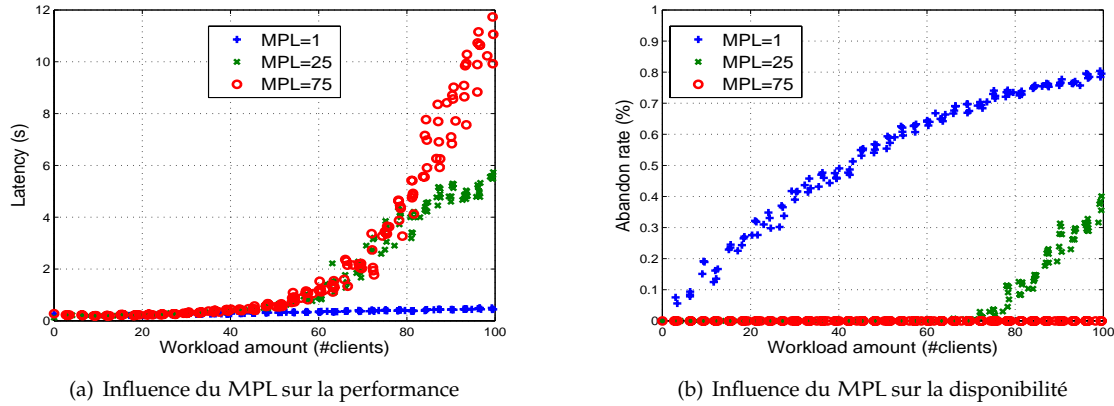 12
10
8
6
4
2
0
0 20 40 60 80 100
Latency (s)
Workload amount (#clients)
MPL=1
MPL=25
MPL=75
(a) Influence du MPL sur la performance
1
0.9
0.8
0.7
0.6
0.5
0.4
0.3
0.2
0.1
0
0 20 40 60 80 100
Abandon rate (%)
Workload amount (#clients)
MPL=1
MPL=25
MPL=75
(b) Influence du MPL sur la disponibilité